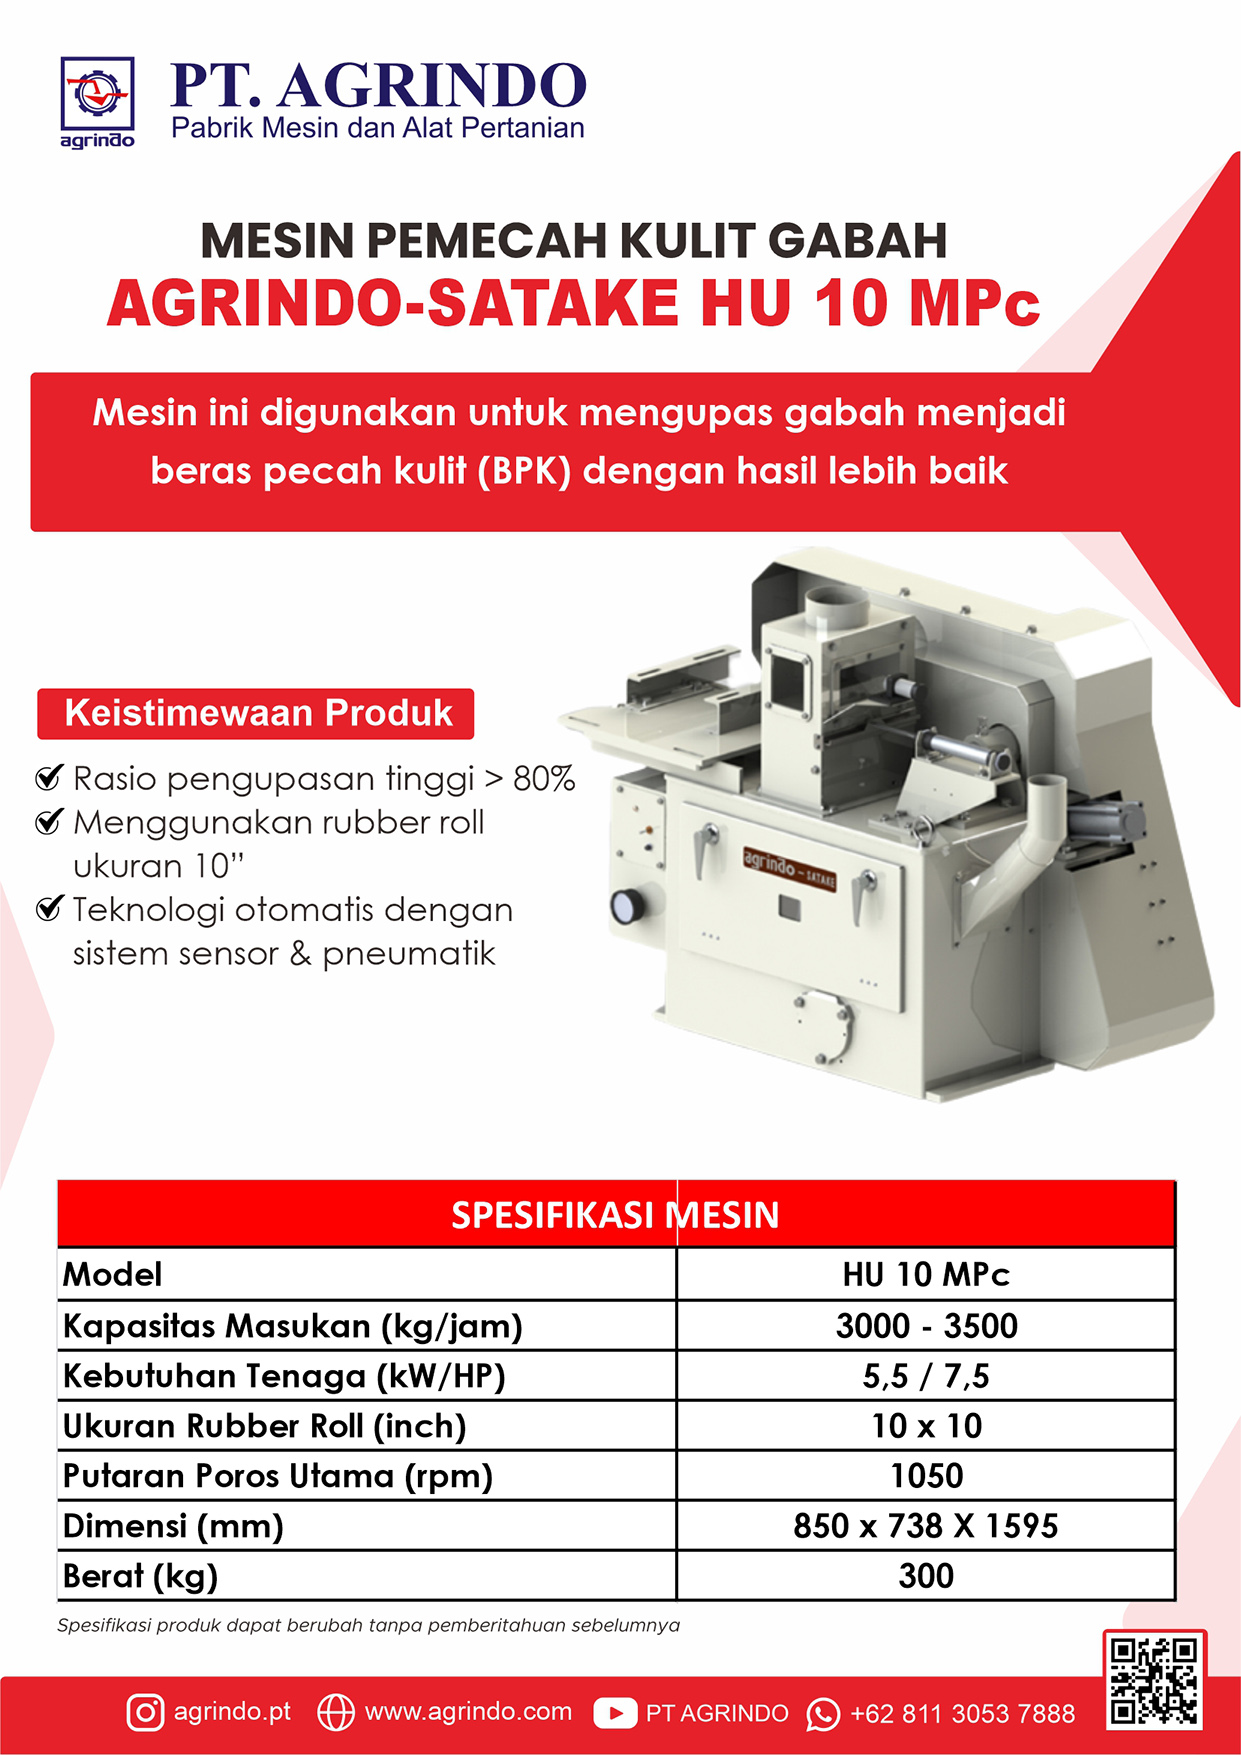 agrindo
PT. AGRINDO
Pabrik Mesin dan Alat Pertanian
MESIN PEMECAH KULIT GABAH
AGRINDO-SATAKE HU 10 MPc
Mesin ini digunakan untuk mengupas gabah menjadi
beras pecah kulit (BPK) dengan hasil lebih baik
Keistimewaan Produk
Rasio pengupasan tinggi > 80%
Menggunakan rubber roll
ukuran 10”
Teknologi otomatis dengan
sistem sensor & pneumatik
agrindo - SATAKE
SPESIFIKASI MESIN
Model HU 10 MPc
Kapasitas Masukan (kg/jam) 3000 - 3500
Kebutuhan Tenaga (kW/HP) 5,5 / 7,5
Ukuran Rubber Roll (inch) 10 x 10
Putaran Poros Utama (rpm) 1050
Dimensi (mm) 850 x 738 X 1595
Berat (kg) 300
Spesifikasi produk dapat berubah tanpa pemberitahuan sebelumnya
agrindo.pt www.agrindo.com PT AGRINDO +62 811 3053 7888